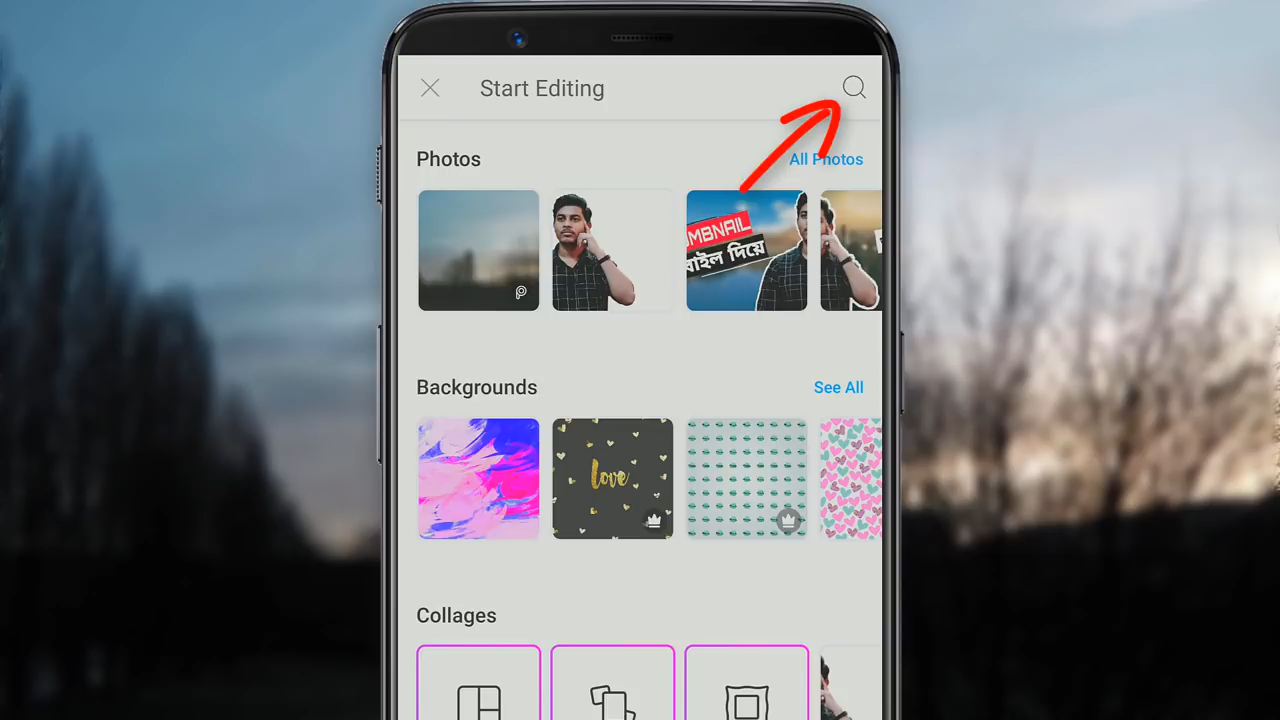 Start Editing
Photos
All Photos
MBNAIL
াইল দিয়ে
Backgrounds
See All
love
Collages